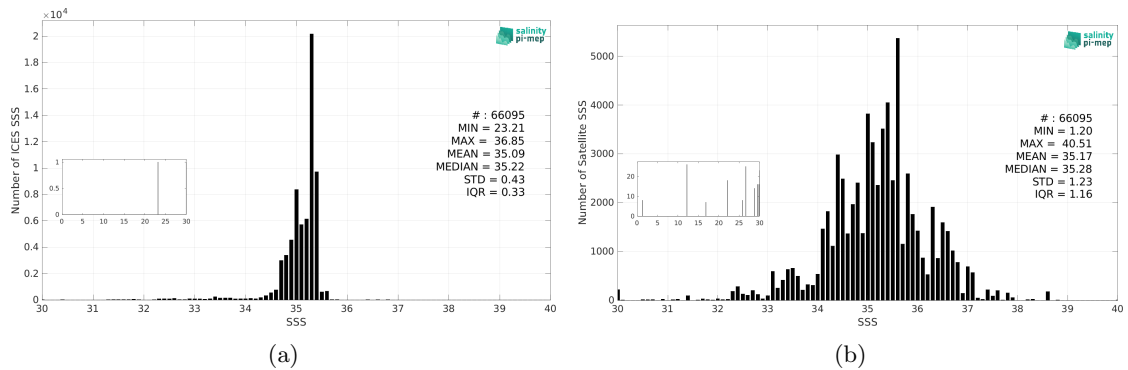 ×10⁴
2
1.8
1.6
1.4
1.2
1
0.8
0.6
0.4
0.2
0
Number of ICES SSS
salinity
pi-mep
# : 66095
MIN = 23.21
MAX = 36.85
MEAN = 35.09
MEDIAN = 35.22
STD = 0.43
IQR = 0.33
1
0.5
0
0 5 10 15 20 25 30
30 31 32 33 34 35 36 37 38 39 40
SSS
(a)
5000
4000
3000
2000
1000
0
Number of Satellite SSS
salinity
pi-mep
# : 66095
MIN = 1.20
MAX = 40.51
MEAN = 35.17
MEDIAN = 35.28
STD = 1.23
IQR = 1.16
20
10
0
0 5 10 15 20 25 30
30 31 32 33 34 35 36 37 38 39 40
SSS
(b)